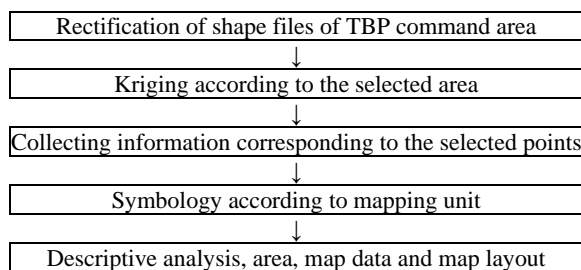 Rectification of shape files of TBP command area
↓
Kriging according to the selected area
↓
Collecting information corresponding to the selected points
↓
Symbology according to mapping unit
↓
Descriptive analysis, area, map data and map layout